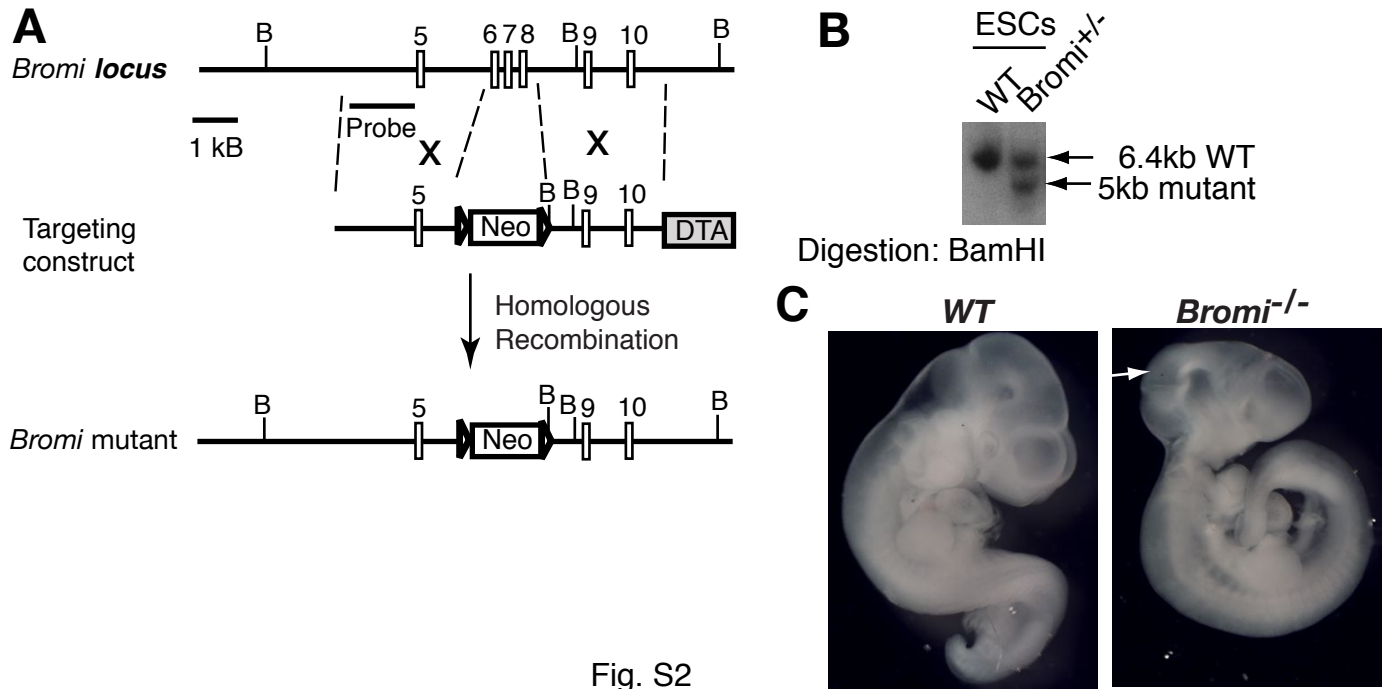 A
B 5 6 7 8 B 9 10 B
Bromi locus
Probe
1 kB
X X
5 B B 9 10
Targeting
construct
Neo DTA
Homologous
Recombination
B 5 B B 9 10 B
Bromi mutant
Neo
B
ESCs
WT
Bromi+/-
6.4kb WT
5kb mutant
Digestion: BamHI
C
WT
Bromi-/-
Fig. S2